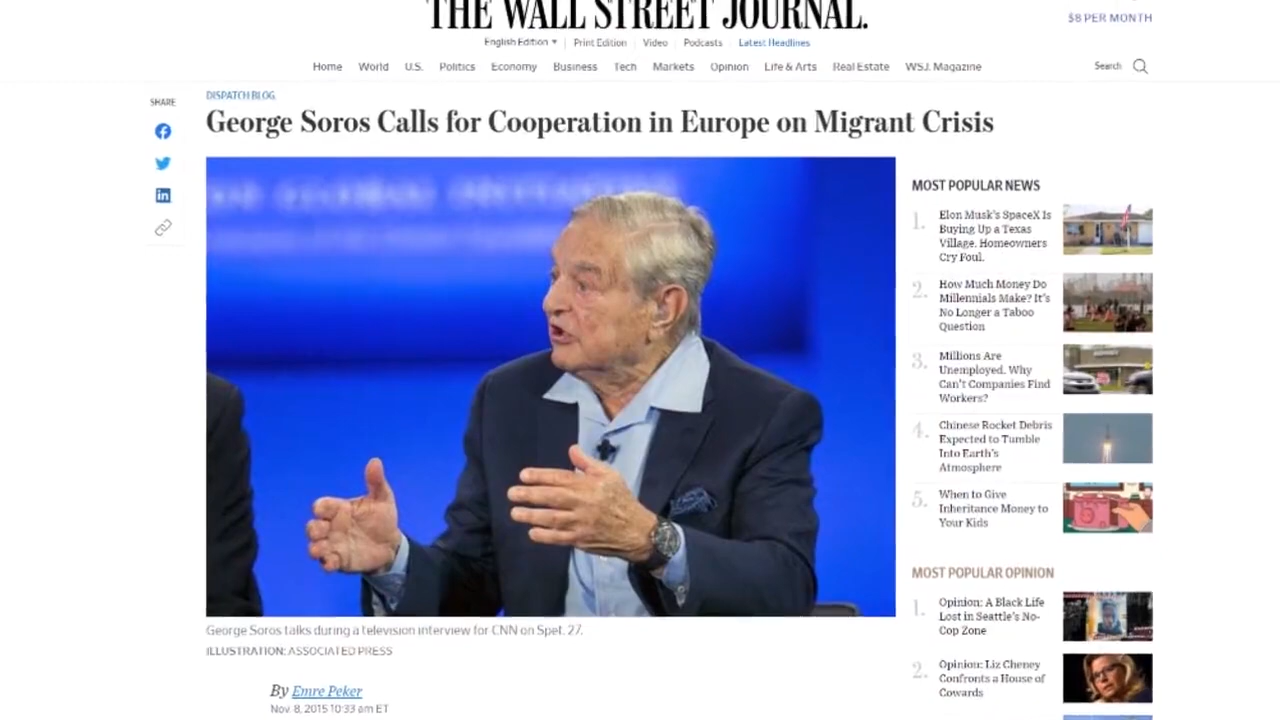 THE WALL STREET JOURNAL.
$8 PER MONTH
English Edition
Print Edition
Video
Podcasts
Latest Headlines
Home
World
U.S.
Politics
Economy
Business
Tech
Markets
Opinion
Life & Arts
Real Estate
WSJ. Magazine
Search
SHARE
DISPATCH BLOG
George Soros Calls for Cooperation in Europe on Migrant Crisis
GLOBAL
George Soros talks during a television interview for CNN on Spet. 27.
ILLUSTRATION: ASSOCIATED PRESS
By Emre Peker
Nov. 8, 2015 10:33 am ET
MOST POPULAR NEWS
1.
Elon Musk's SpaceX Is
Buying Up a Texas
Village. Homeowners
Cry Foul.
2.
How Much Money Do
Millennials Make? It's
No Longer a Taboo
Question
3.
Millions Are
Unemployed. Why
Can't Companies Find
Workers?
4.
Chinese Rocket Debris
Expected to Tumble
Into Earth's
Atmosphere
5.
When to Give
Inheritance Money to
Your Kids
MOST POPULAR OPINION
1.
Opinion: A Black Life
Lost in Seattle's No-
Cop Zone
2.
Opinion: Liz Cheney
Confronts a House of
Cowards